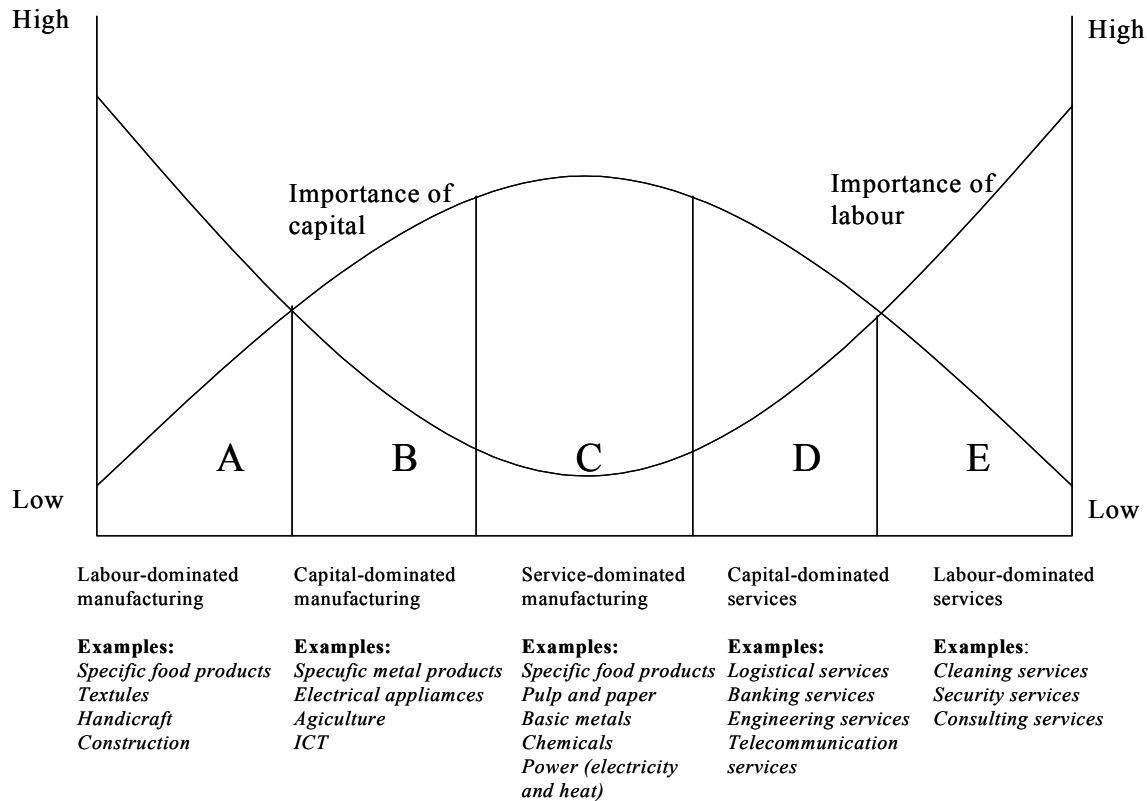 High
High
Importance of
capital
Importance of
labour
A
B
C
D
E
Low
Low
Labour-dominated
manufacturing
Examples:
Specific food products
Textules
Handicraft
Construction
Capital-dominated
manufacturing
Examples:
Specufic metal products
Electrical appliamces
Agiculture
ICT
Service-dominated
manufacturing
Examples:
Specific food products
Pulp and paper
Basic metals
Chemicals
Power (electricity
and heat)
Capital-dominated
services
Examples:
Logistical services
Banking services
Engineering services
Telecommunication
services
Labour-dominated
services
Examples:
Cleaning services
Security services
Consulting services